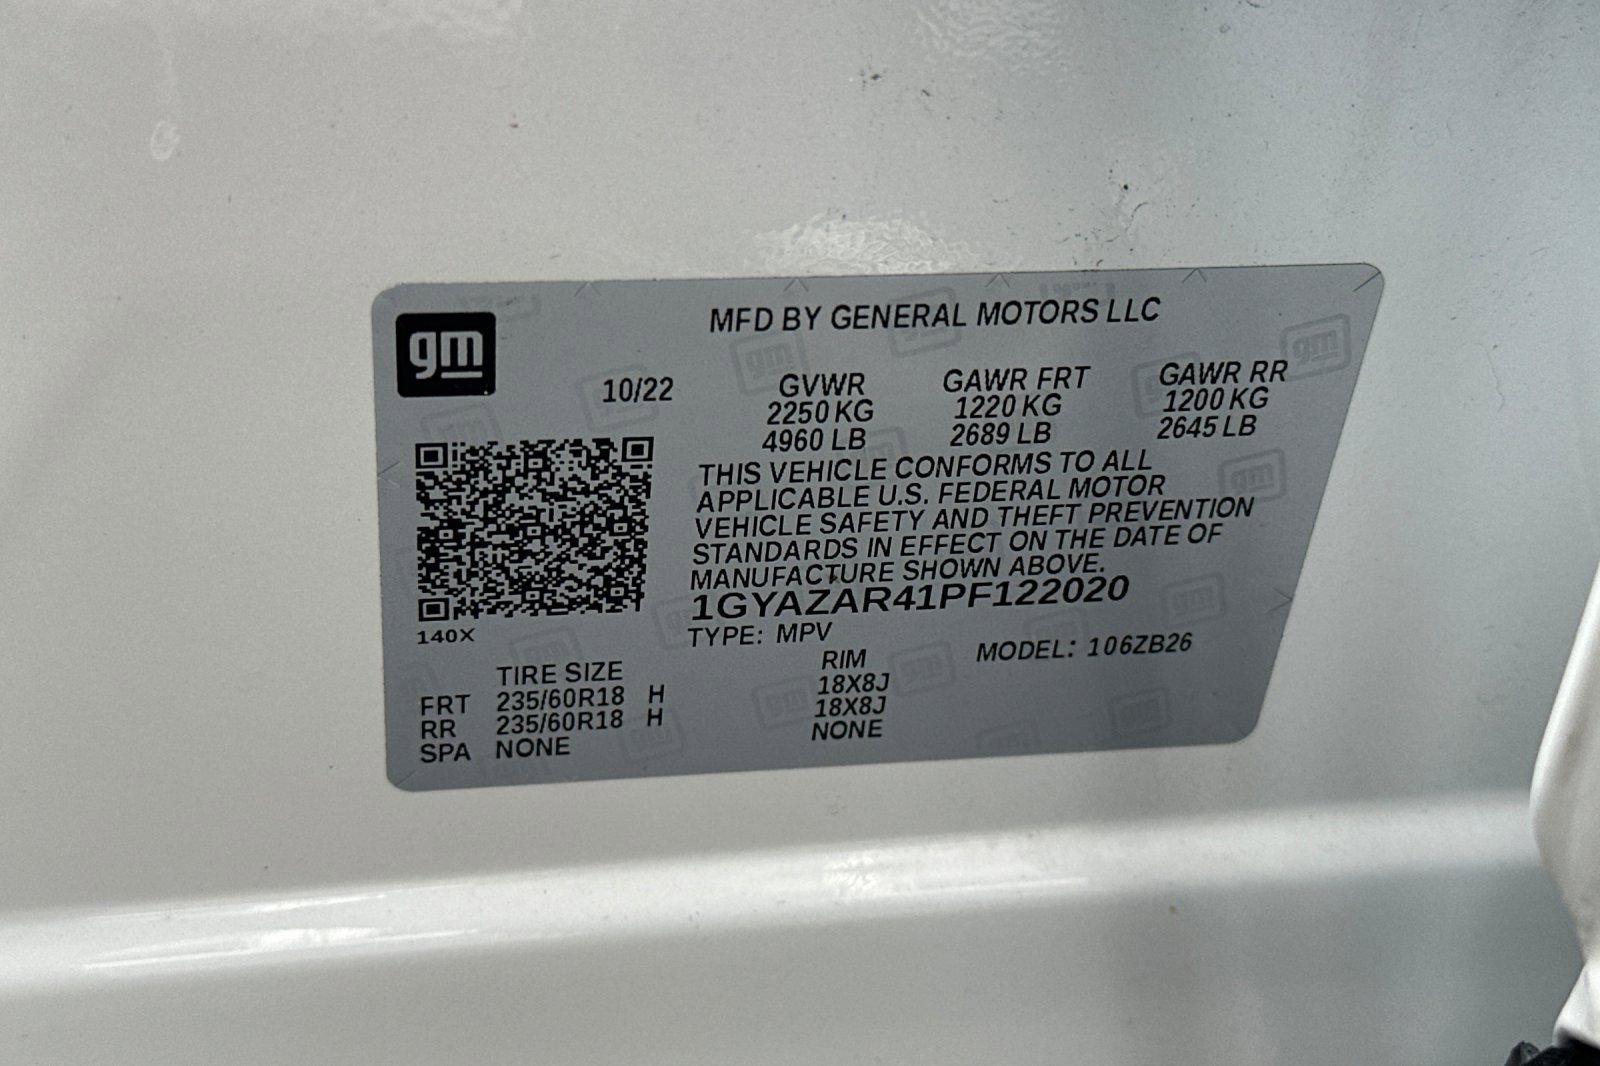 gm
MFD BY GENERAL MOTORS LLC
10/22 GVWR GAWR FRT GAWR RR
2250 KG 1220 KG 1200 KG
4960 LB 2689 LB 2645 LB
THIS VEHICLE CONFORMS TO ALL
APPLICABLE U.S. FEDERAL MOTOR
VEHICLE SAFETY AND THEFT PREVENTION
STANDARDS IN EFFECT ON THE DATE OF
MANUFACTURE SHOWN ABOVE.
1GYAZAR41PF122020
140X
TYPE: MPV
MODEL: 106ZB26
TIRE SIZE RIM
FRT 235/60R18 H 18X8J
RR 235/60R18 H 18X8J
SPA NONE NONE